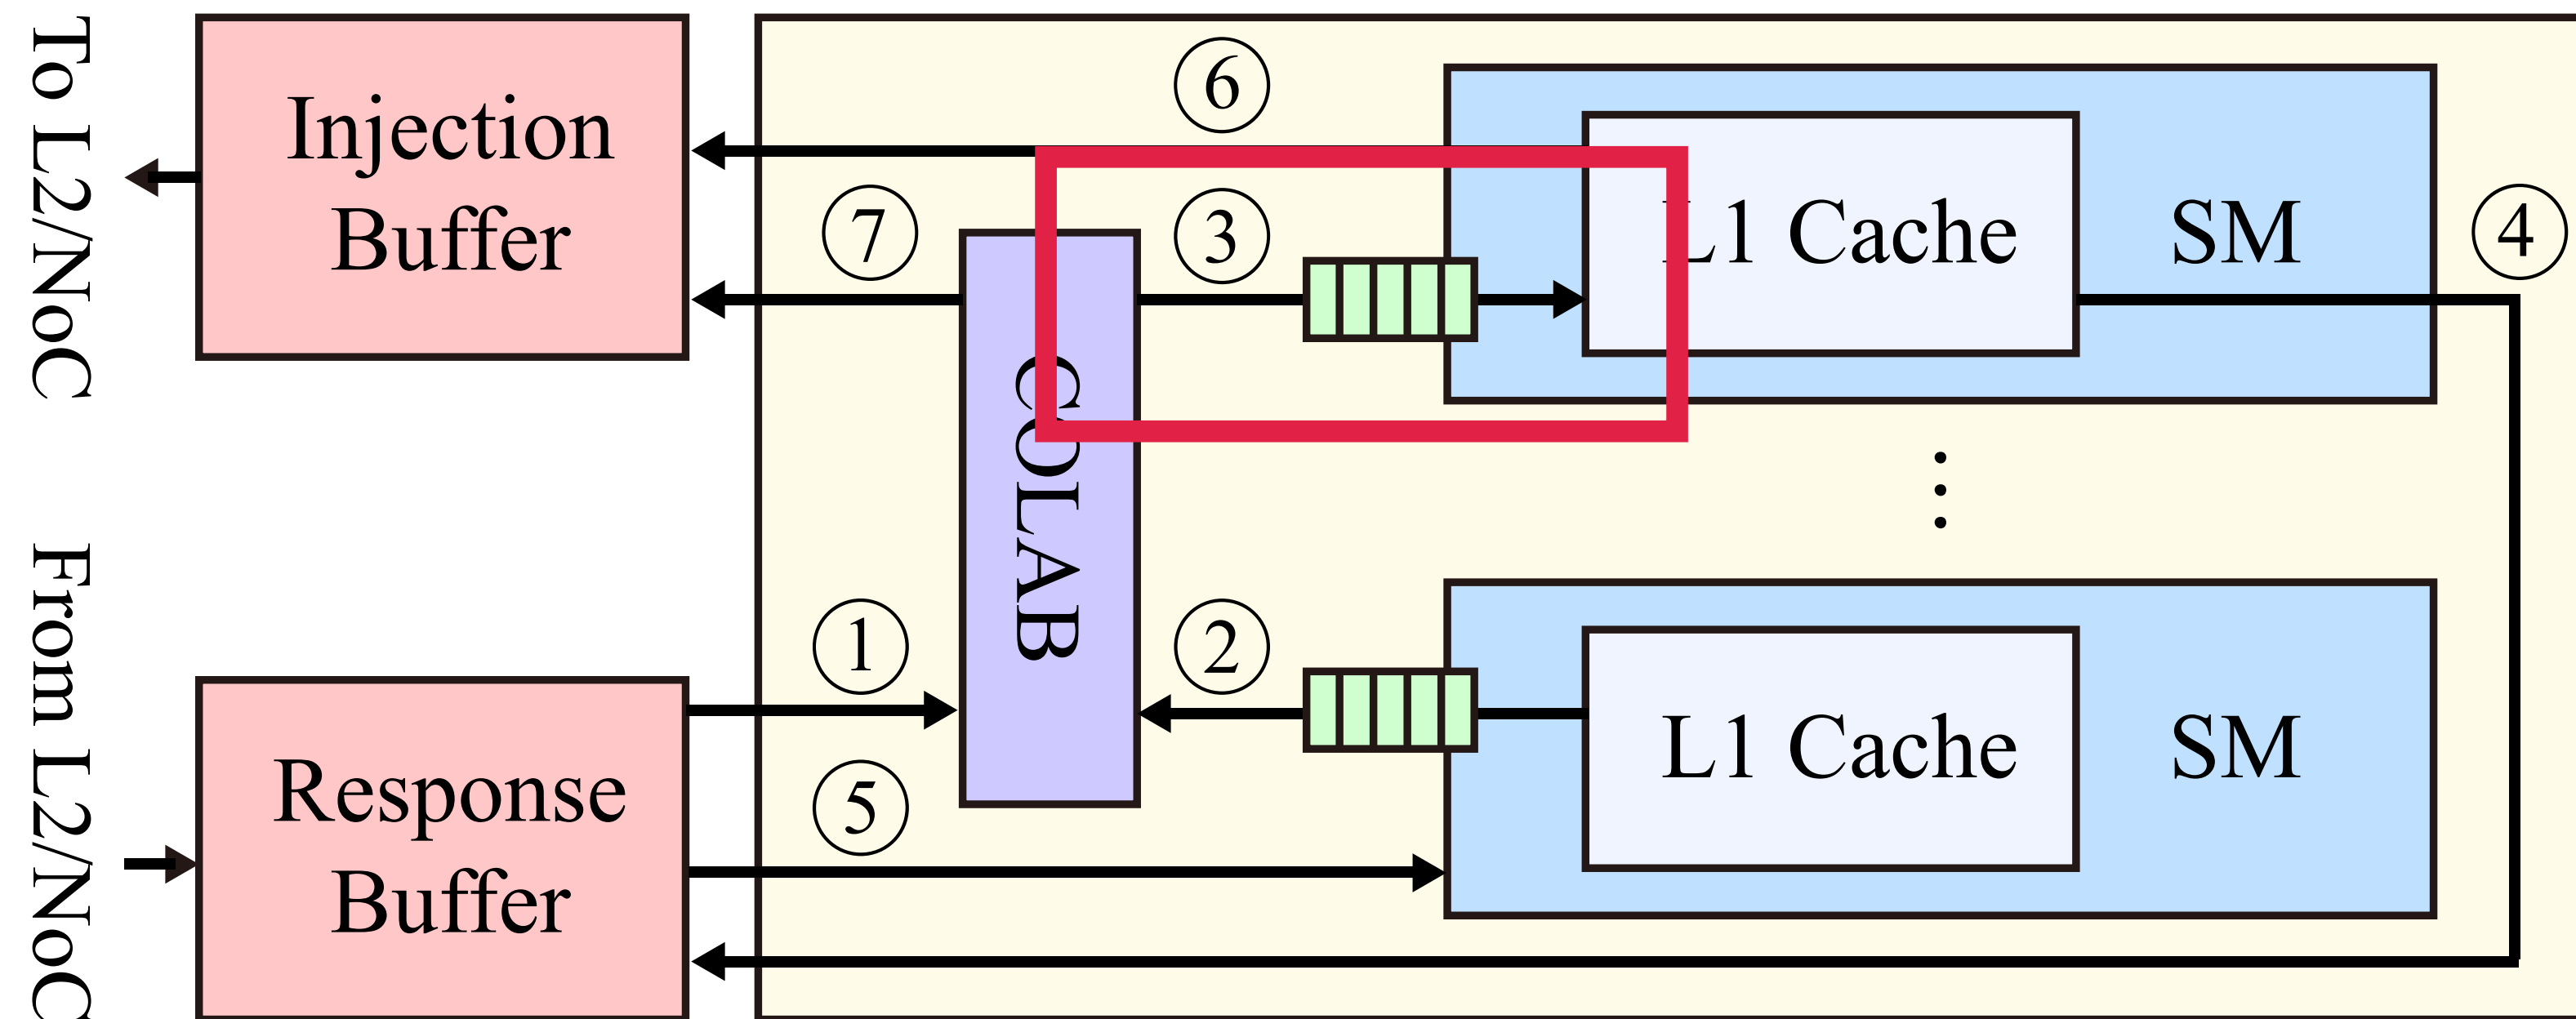 To L2/NoC
Injection
Buffer
6
7
3
L1 Cache
SM
4
COLAB
From L2/NoC
1
2
Response
Buffer
5
L1 Cache
SM